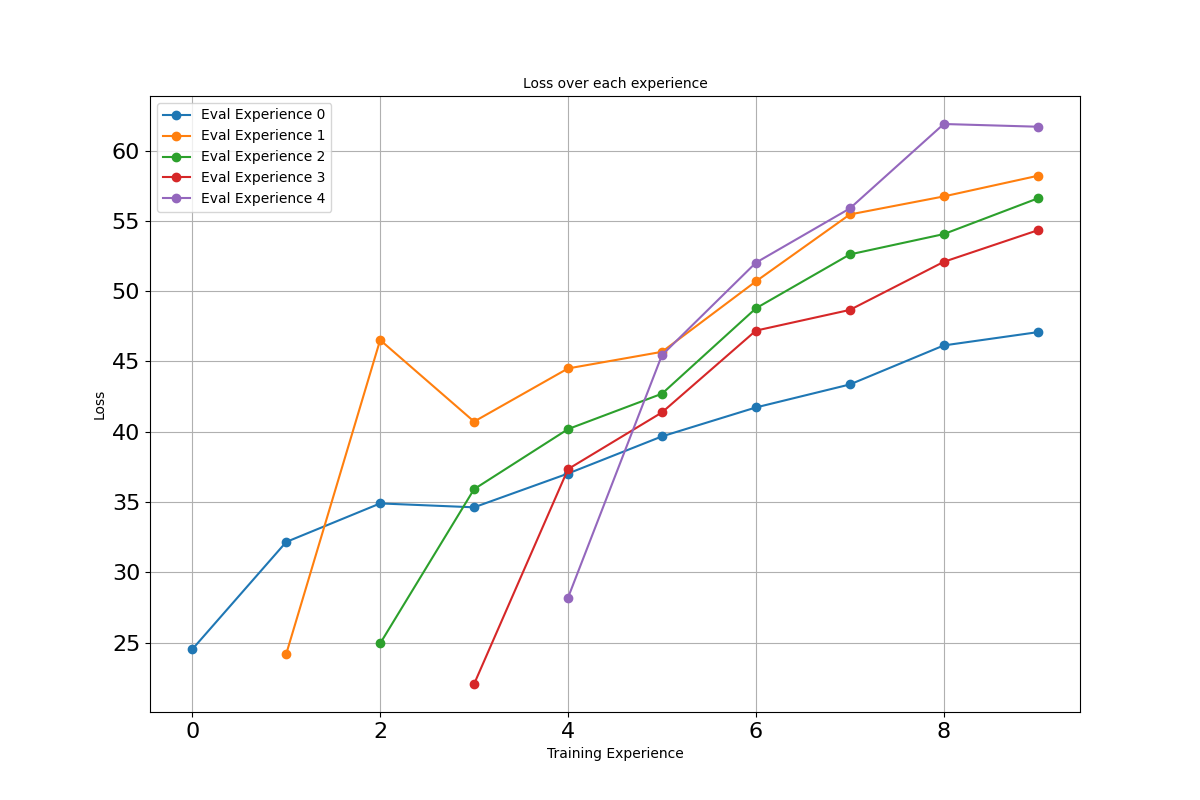 Loss over each experience
Eval Experience 0
Eval Experience 1
Eval Experience 2
Eval Experience 3
Eval Experience 4
60
55
50
45
40
35
30
25
Loss
0 2 4 6 8
Training Experience